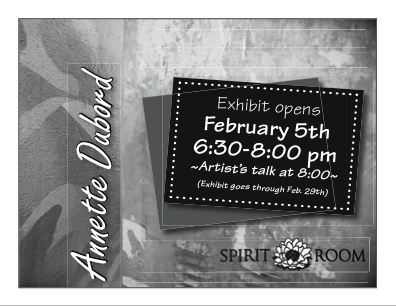 Annette Dabord
Exhibit opens
February 5th
6:30-8:00 pm
~Artist's talk at 8:00~
(Exhibit goes through Feb. 29th)
SPIRIT ROOM